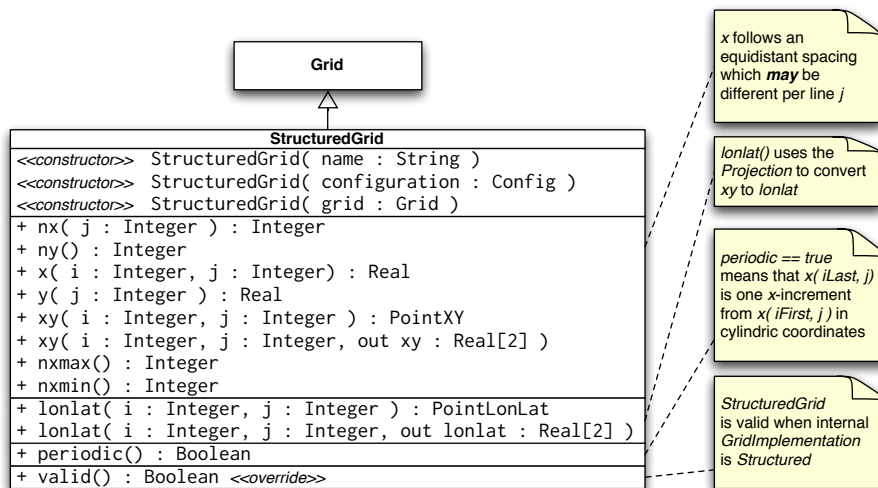 Grid
StructuredGrid
<<constructor>> StructuredGrid( name : String )
<<constructor>> StructuredGrid( configuration : Config )
<<constructor>> StructuredGrid( grid : Grid )
+ nx( j : Integer ) : Integer
+ ny() : Integer
+ x( i : Integer, j : Integer) : Real
+ y( j : Integer ) : Real
+ xy( i : Integer, j : Integer ) : PointXY
+ xy( i : Integer, j : Integer, out xy : Real[2] )
+ nxmax() : Integer
+ nxmin() : Integer
+ lonlat( i : Integer, j : Integer ) : PointLonLat
+ lonlat( i : Integer, j : Integer, out lonlat : Real[2] )
+ periodic() : Boolean
+ valid() : Boolean <<override>>
x follows an
equidistant spacing
which may be
different per line j
lonlat() uses the
Projection to convert
xy to lonlat
periodic == true
means that x( iLast, j)
is one x-increment
from x( iFirst, j ) in
cylindric coordinates
StructuredGrid
is valid when internal
GridImplementation
is Structured